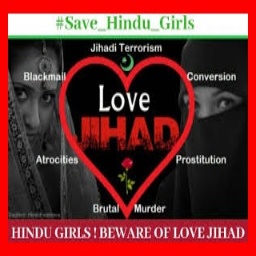 #Save_Hindu_Girls
Jihadi Terrorism
Blackmail
Conversion
Love
JIHAD
Atrocities
Prostitution
Brutal Murder
HINDU GIRLS ! BEWARE OF LOVE JIHAD